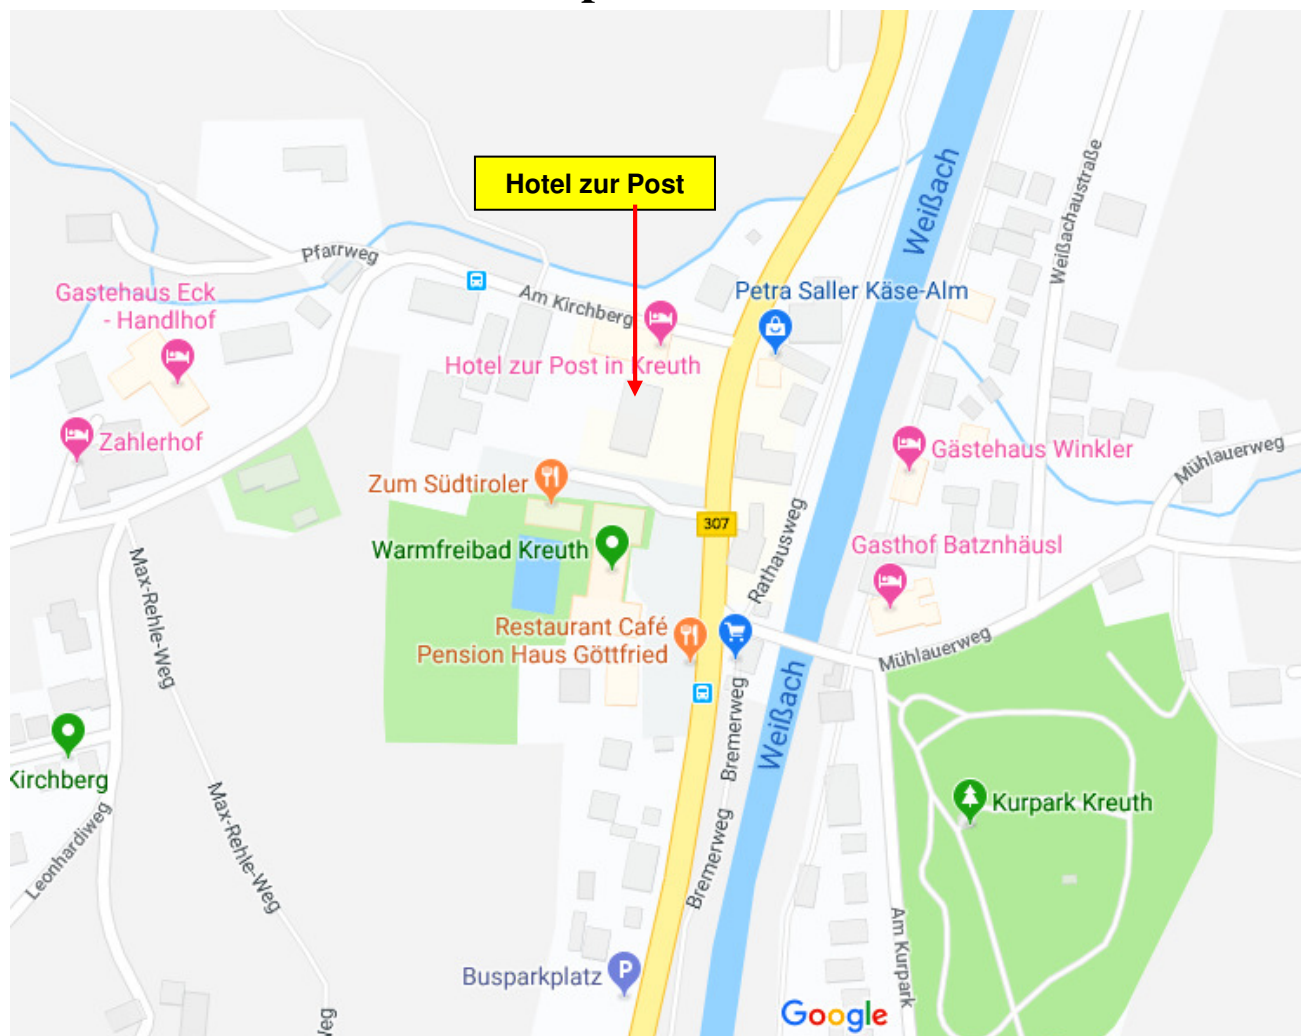 Hotel zur Post
Weißach
Weißachaustraße
Pfarrweg
Gastehaus Eck
- Handlhof
Am Kirchberg
Petra Saller Käse-Alm
Hotel zur Post in Kreuth
Zahlerhof
Gästehaus Winkler
Mühlauerweg
Zum Südtiroler
307
Warmfreibad Kreuth
Rathausweg
Gasthof Batznhäusl
Max-Rehle-Weg
Restaurant Café
Pension Haus Göttfried
Mühlauerweg
Weißach
Bremerweg
Kirchberg
Max-Rehle-Weg
Kurpark Kreuth
Leonhardiweg
Bremerweg
Am Kurpark
Busparkplatz
P
Google